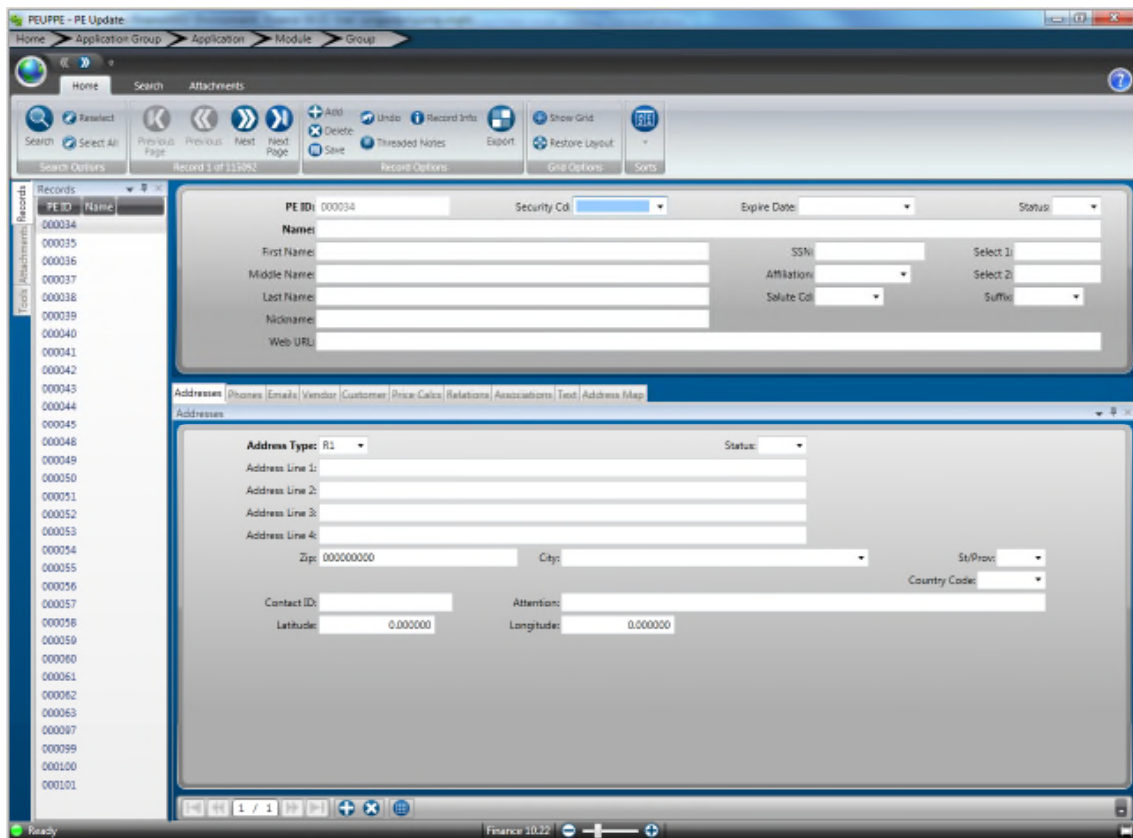 PEUPPE - PE Update
Home Application Group Application Module Group
Home Search Attachments
Search Reselect Select All
Previous Page Previous Next Next Page
Add Delete Save Undo Record Info Threaded Notes Export
Show Grid Restore Layout
Search Options Record 1 of Record Options Grid Options Sorts
Records Attachments Tools
Records
PE ID Name
000034
000035
000036
000037
000038
000039
000040
000041
000042
000043
000044
000045
000048
000049
000050
000051
000052
000053
000054
000055
000056
000057
000058
000059
000060
000061
000062
000063
000097
000099
000100
000101
PE ID: 000034 Security Cd: Expire Date: Status:
Name:
First Name: SSN: Select 1:
Middle Name: Affiliation: Select 2:
Last Name: Salute Cd: Suffix:
Nickname:
Web URL:
Addresses Phones Emails Vendor Customer Price Calcs Relations Associations Text Address Map
Addresses
Address Type: R1 Status:
Address Line 1:
Address Line 2:
Address Line 3:
Address Line 4:
Zip: 000000000 City: St/Prov:
Country Code:
Contact ID: Attention:
Latitude: 0.000000 Longitude: 0.000000
1 / 1
Ready Finance 10.22